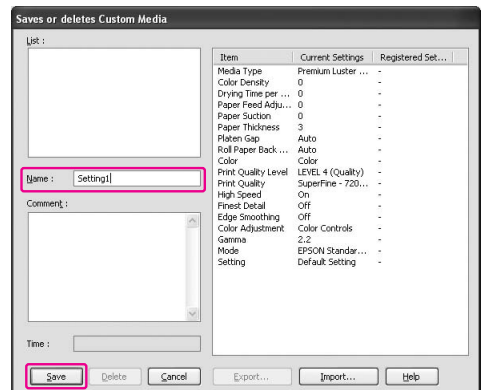 Saves or deletes Custom Media
List :
Name : Setting1
Comment :
Time :
Item Current Settings Registered Set...
Media Type Premium Luster ... -
Color Density 0 -
Drying Time per ... 0 -
Paper Feed Adju... 0 -
Paper Suction 0 -
Paper Thickness 3 -
Platen Gap Auto -
Roll Paper Back ... Auto -
Color Color -
Print Quality Level LEVEL 4 (Quality) -
Print Quality SuperFine - 720... -
High Speed On -
Finest Detail Off -
Edge Smoothing Off -
Color Adjustment Color Controls -
Gamma 2.2 -
Mode EPSON Standar... -
Setting Default Setting -
Save Delete Cancel Export... Import... Help